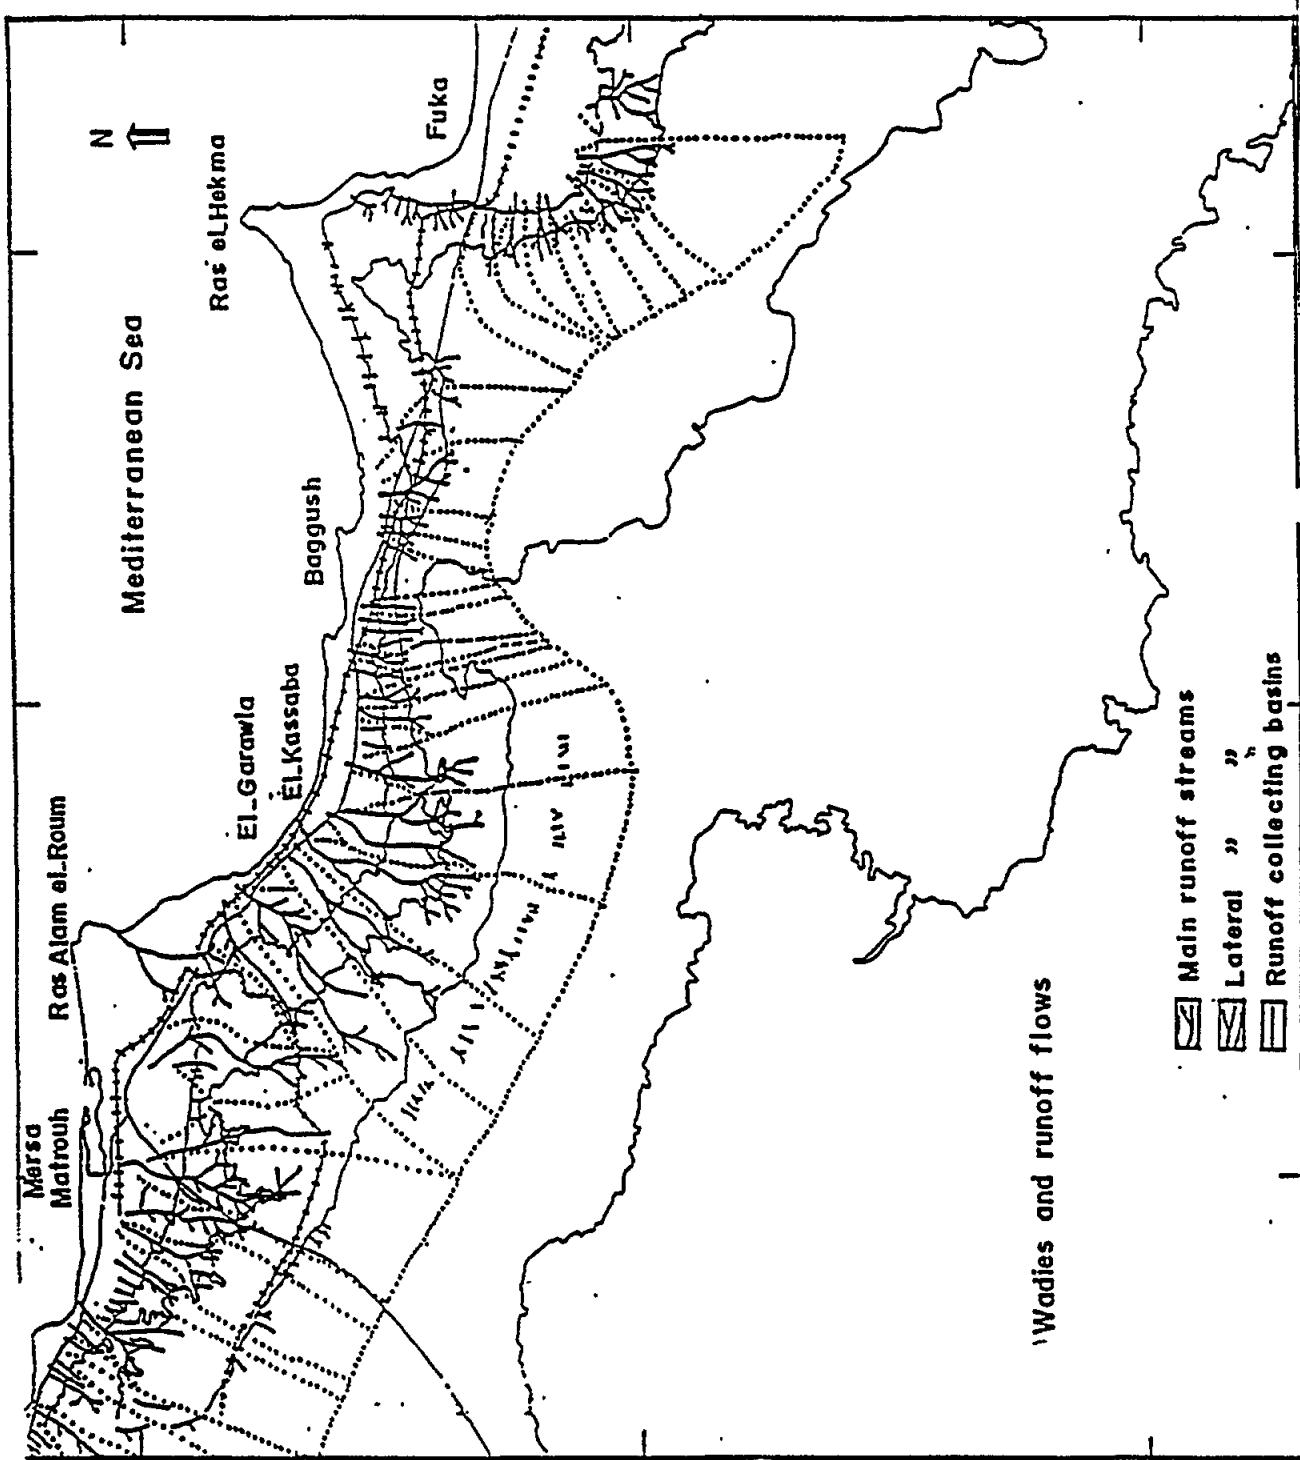 N
Mersa
Matrouh
Ras Alam el_Roum
El_Garawla
El_Kassaba
Baggush
Mediterranean Sea
Ras el_Hekma
Fuka
Wadies and runoff flows
Main runoff streams
Lateral " "
Runoff collecting basins